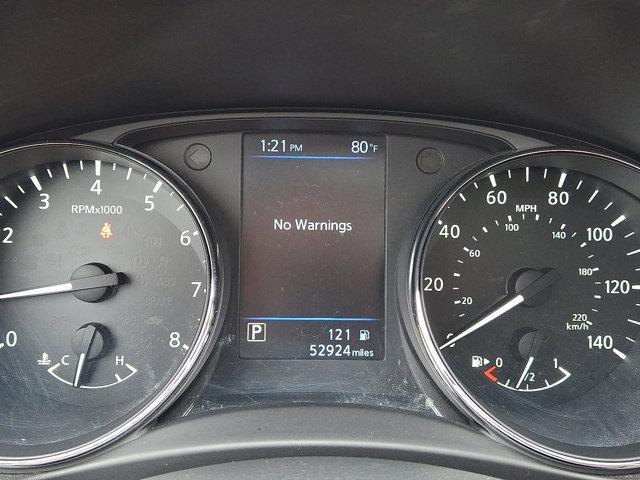 1:21 PM 80°F
No Warnings
P 121
52924 miles
0 2 3 4 5 6 7 8
RPMx1000
ABS
BRAKE
C H
0 20 40 60 80 100 120 140
MPH
20 60 100 140 180 220
km/h
0 1/2 1